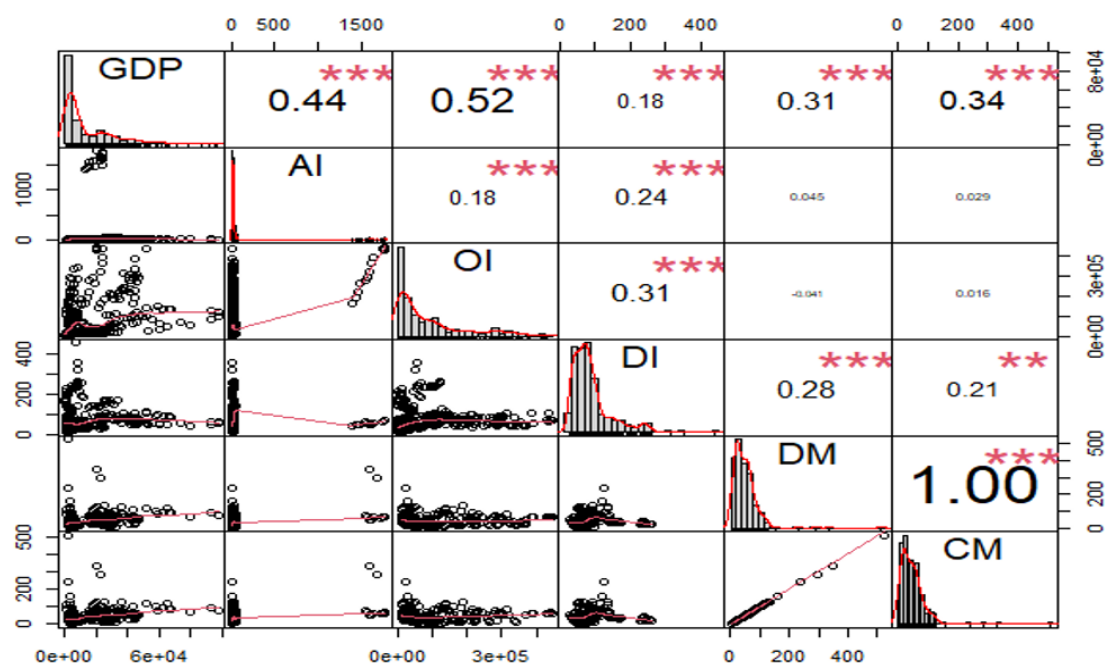 0 500 1500 0 200 400 0 200 400
GDP *** 0.44 *** 0.52 *** 0.18 *** 0.31 *** 0.34 0e+00 8e+04
0 1000 AI *** 0.18 *** 0.24 0.045 0.029
OI *** 0.31 -0.041 0.016 0e+00 3e+05
0 200 400 DI *** 0.28 ** 0.21
DM *** 1.00 0 200 500
0 200 500 CM
0e+00 6e+04 0e+00 3e+05 0 200 400